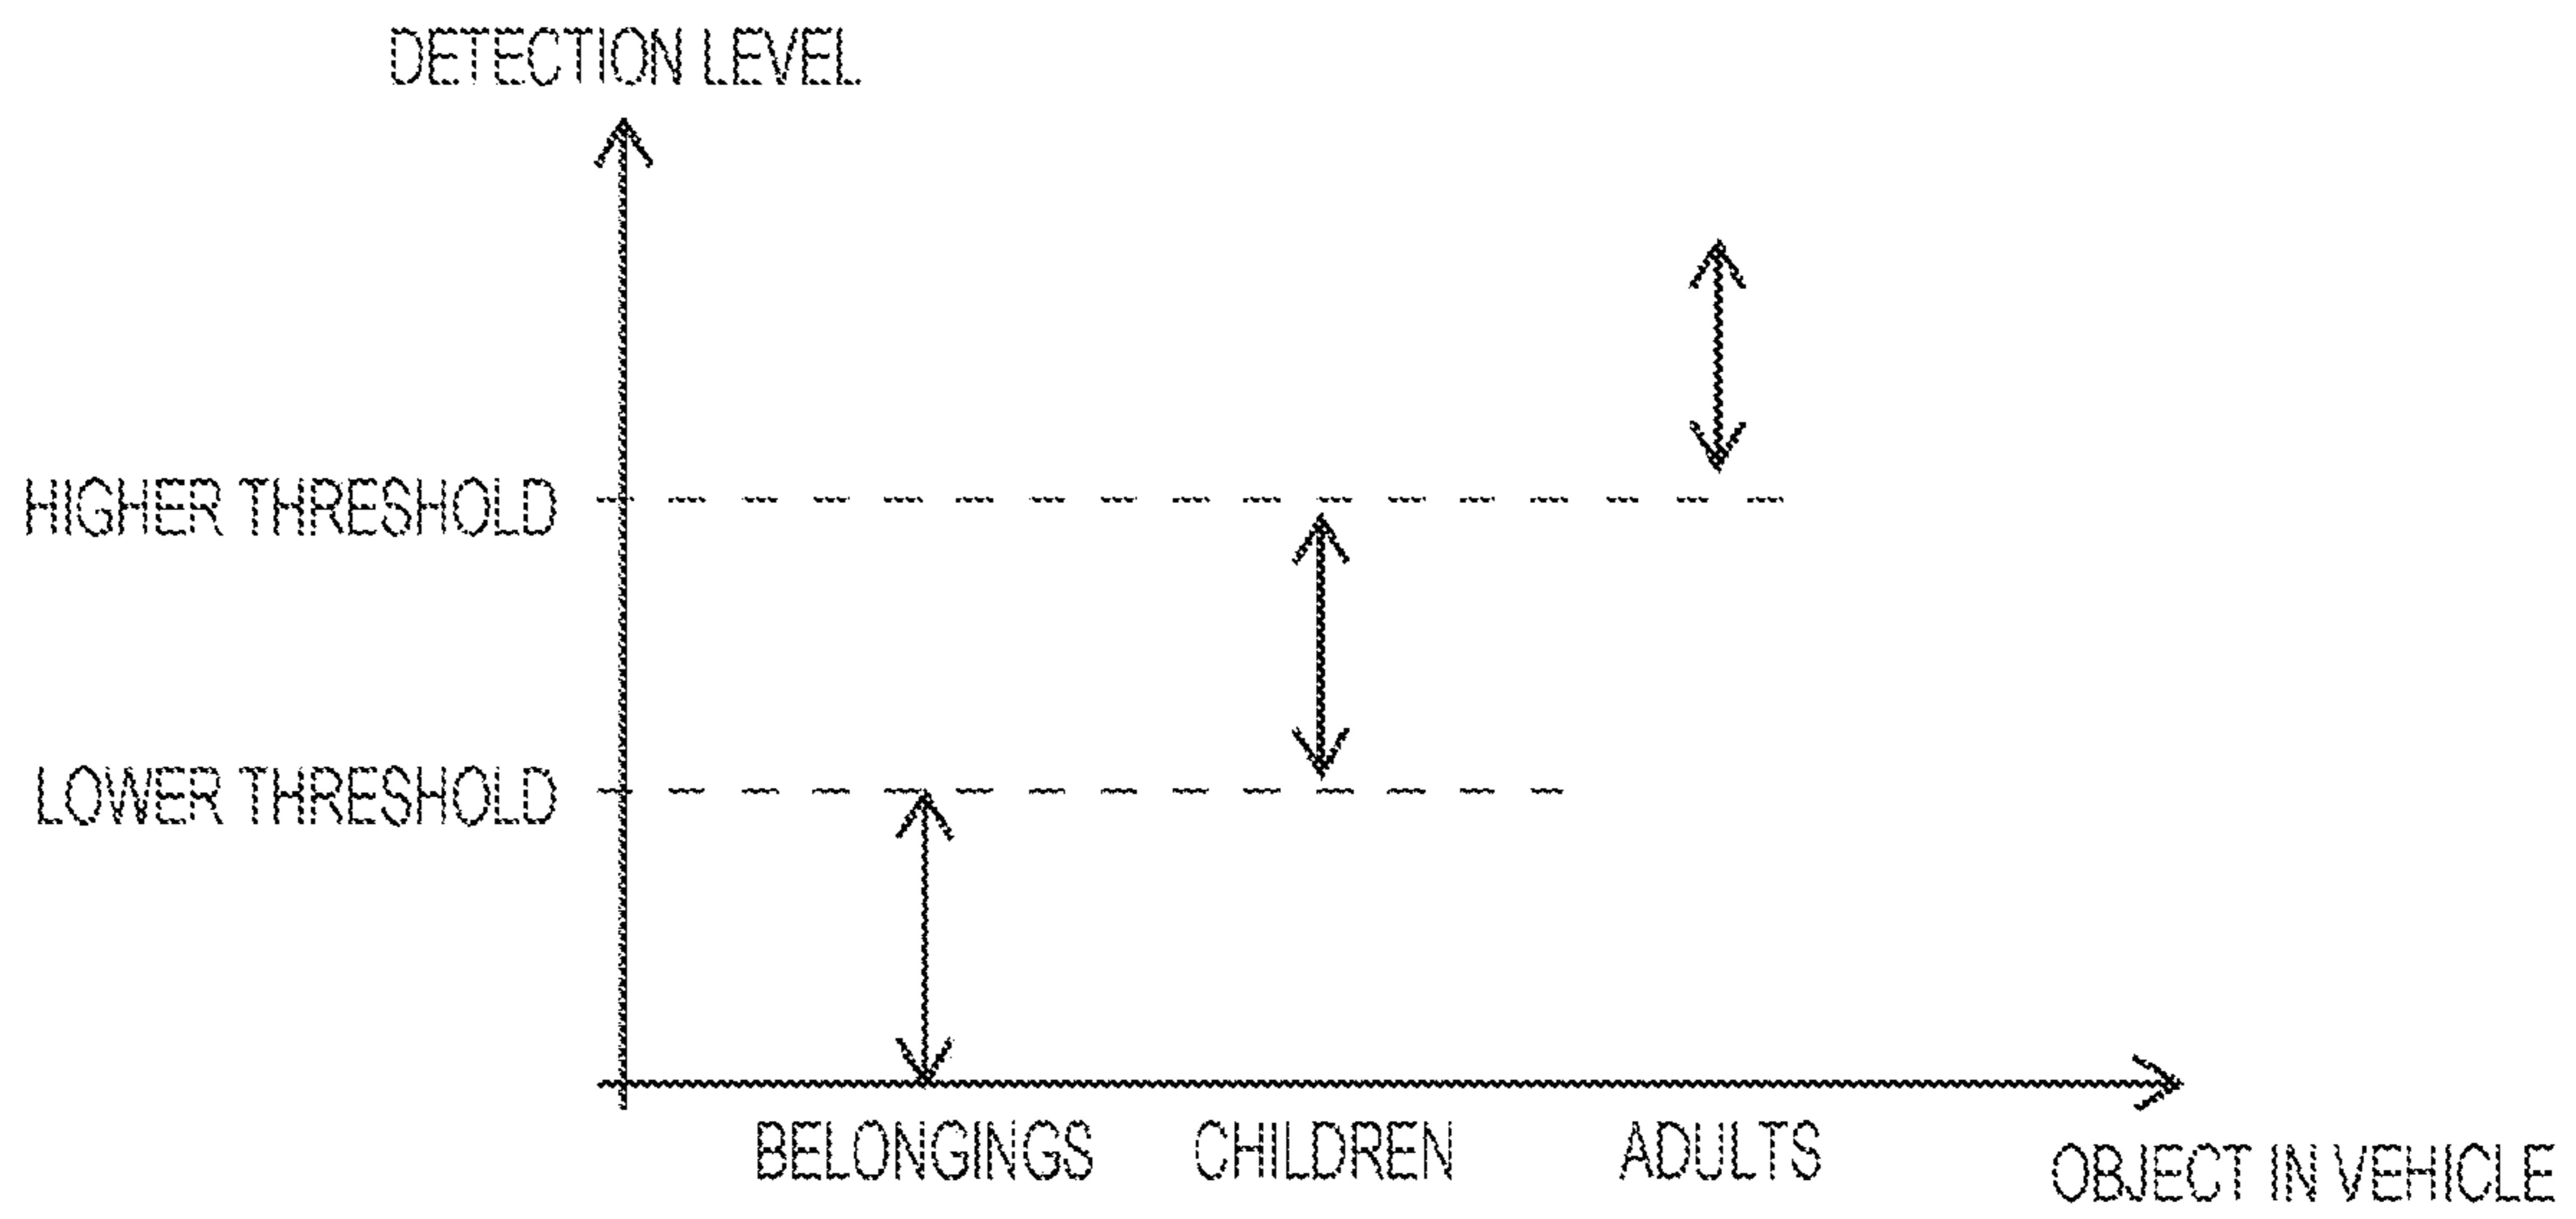 DETECTION LEVEL
HIGHER THRESHOLD
LOWER THRESHOLD
BELONGINGS CHILDREN ADULTS
OBJECT IN VEHICLE